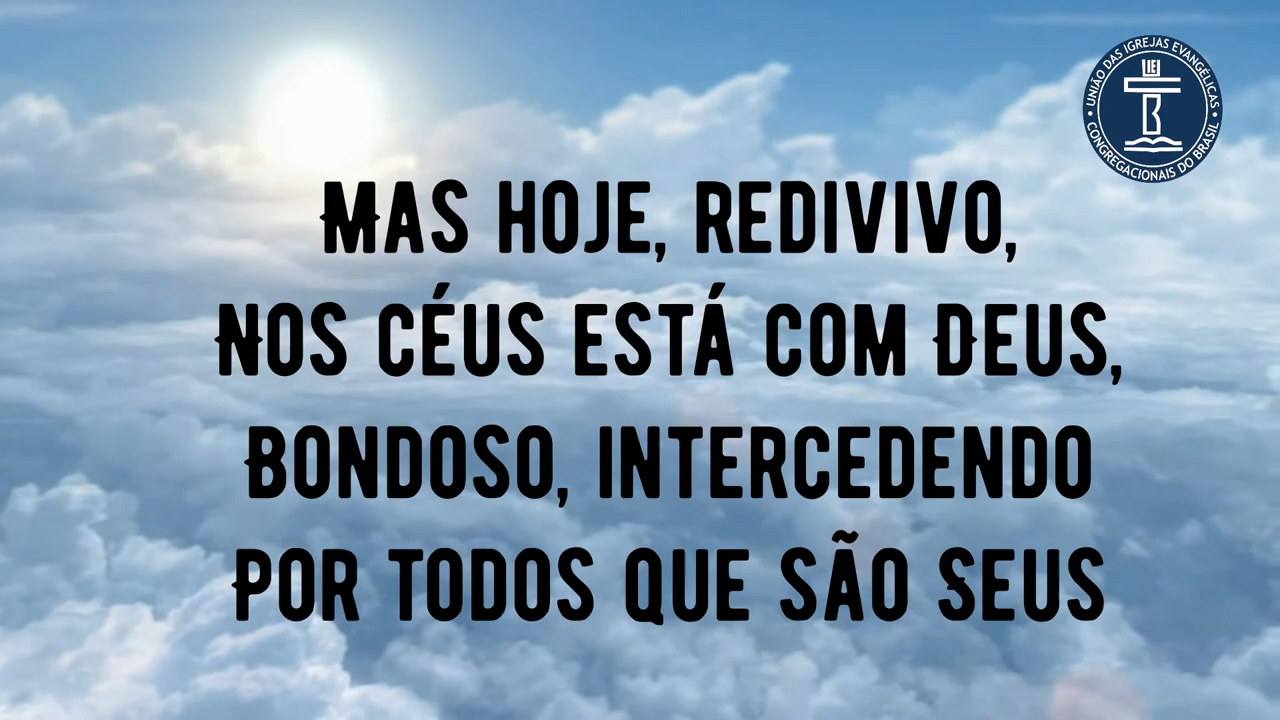 Mas hoje, redivivo,
Nos céus está com Deus,
Bondoso, intercedendo
Por todos que são Seus
UNIÃO DAS IGREJAS EVANGÉLICAS
CONGREGACIONAIS DO BRASIL
UIEI
B